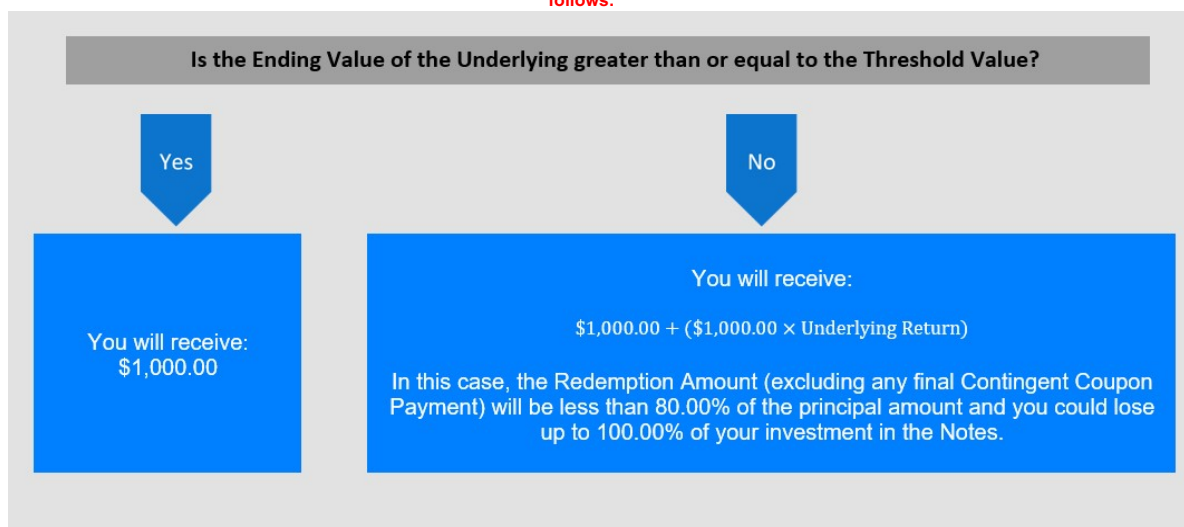 follows:
Is the Ending Value of the Underlying greater than or equal to the Threshold Value?
Yes
No
You will receive:
$1,000.00
You will receive:
$1,000.00 + ($1,000.00 × Underlying Return)
In this case, the Redemption Amount (excluding any final Contingent Coupon
Payment) will be less than 80.00% of the principal amount and you could lose
up to 100.00% of your investment in the Notes.